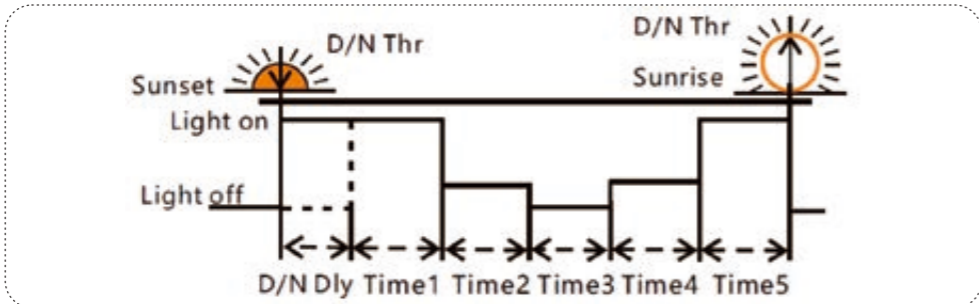 D/N Thr
D/N Thr
Sunset
Sunrise
Light on
Light off
D/N Dly Time1 Time2 Time3 Time4 Time5